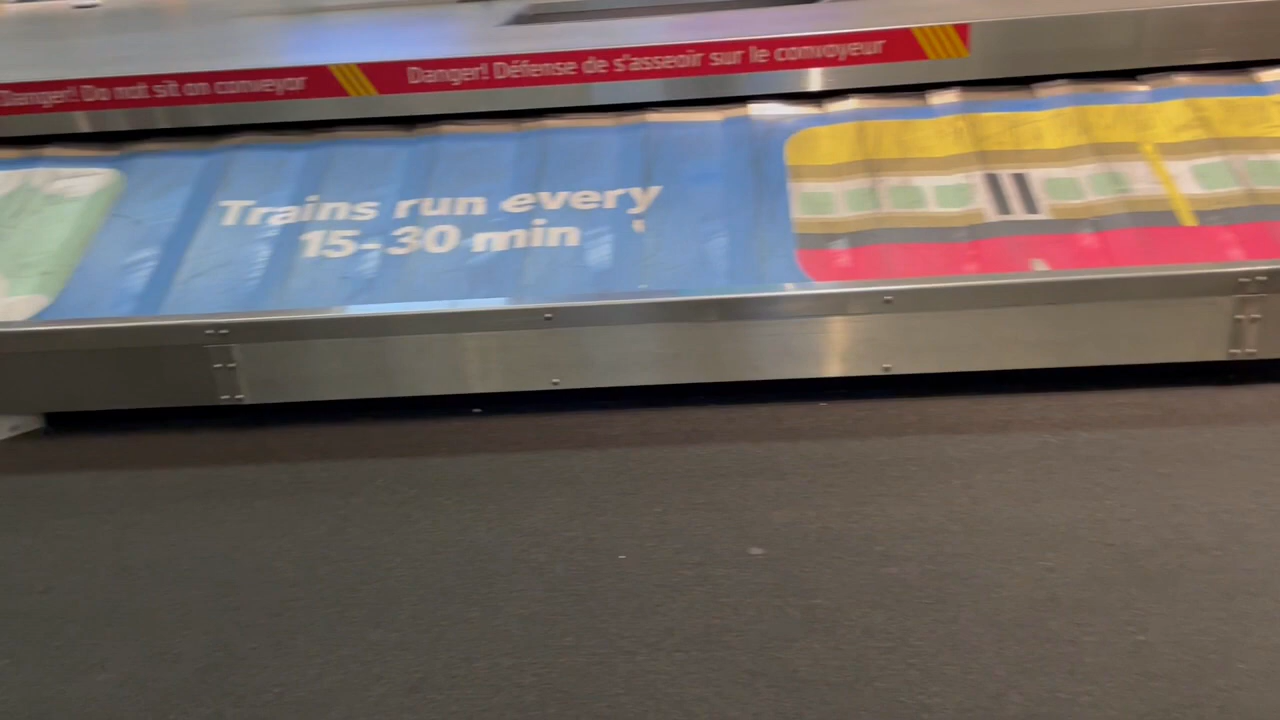 Danger! Do not sit on conveyor
Danger! Défense de s'asseoir sur le convoyeur
Trains run every
15-30 min